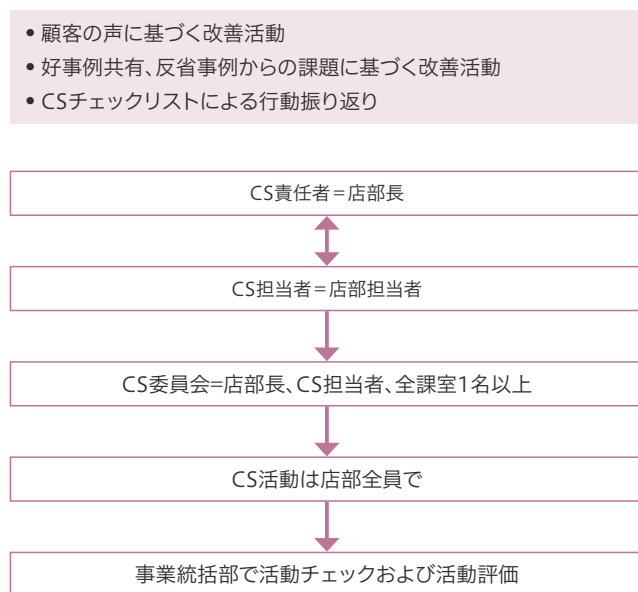 • 顧客の声に基づく改善活動
• 好事例共有、反省事例からの課題に基づく改善活動
• CSチェックリストによる行動振り返り
CS責任者＝店部長
CS担当者＝店部担当者
CS委員会=店部長、CS担当者、全課室1名以上
CS活動は店部全員で
事業統括部で活動チェックおよび活動評価